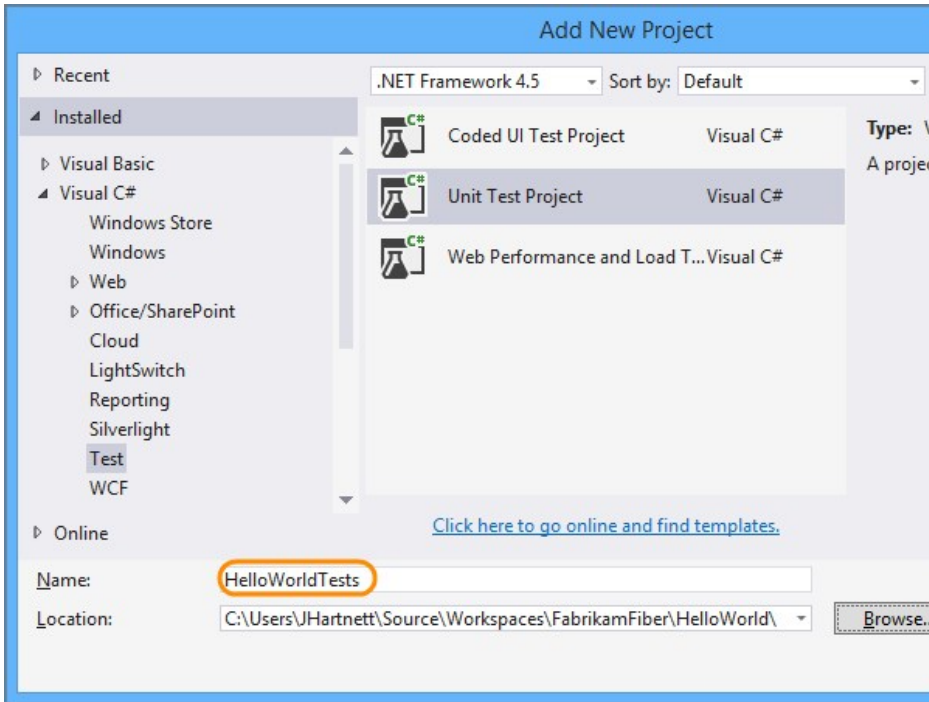 Add New Project
Recent
Installed
Visual Basic
Visual C#
Windows Store
Windows
Web
Office/SharePoint
Cloud
LightSwitch
Reporting
Silverlight
Test
WCF
Online
.NET Framework 4.5 Sort by: Default
C# Coded UI Test Project Visual C#
C# Unit Test Project Visual C#
C# Web Performance and Load T... Visual C#
Click here to go online and find templates.
Type:
A
Name: HelloWorldTests
Location: C:\Users\JHartnett\Source\Workspaces\FabrikamFiber\HelloWorld\
Browse..